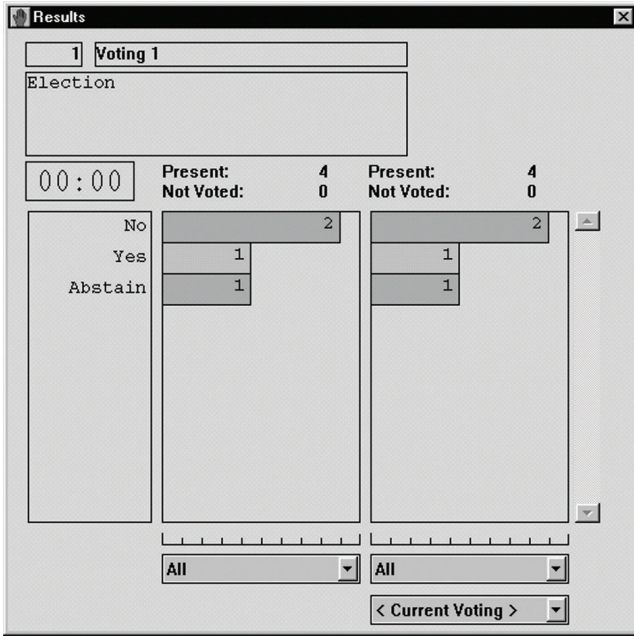 Results
1 Voting 1
Election
00:00
Present: 4 Present: 4
Not Voted: 0 Not Voted: 0
No 2 2
Yes 1 1
Abstain 1 1
All All
< Current Voting >